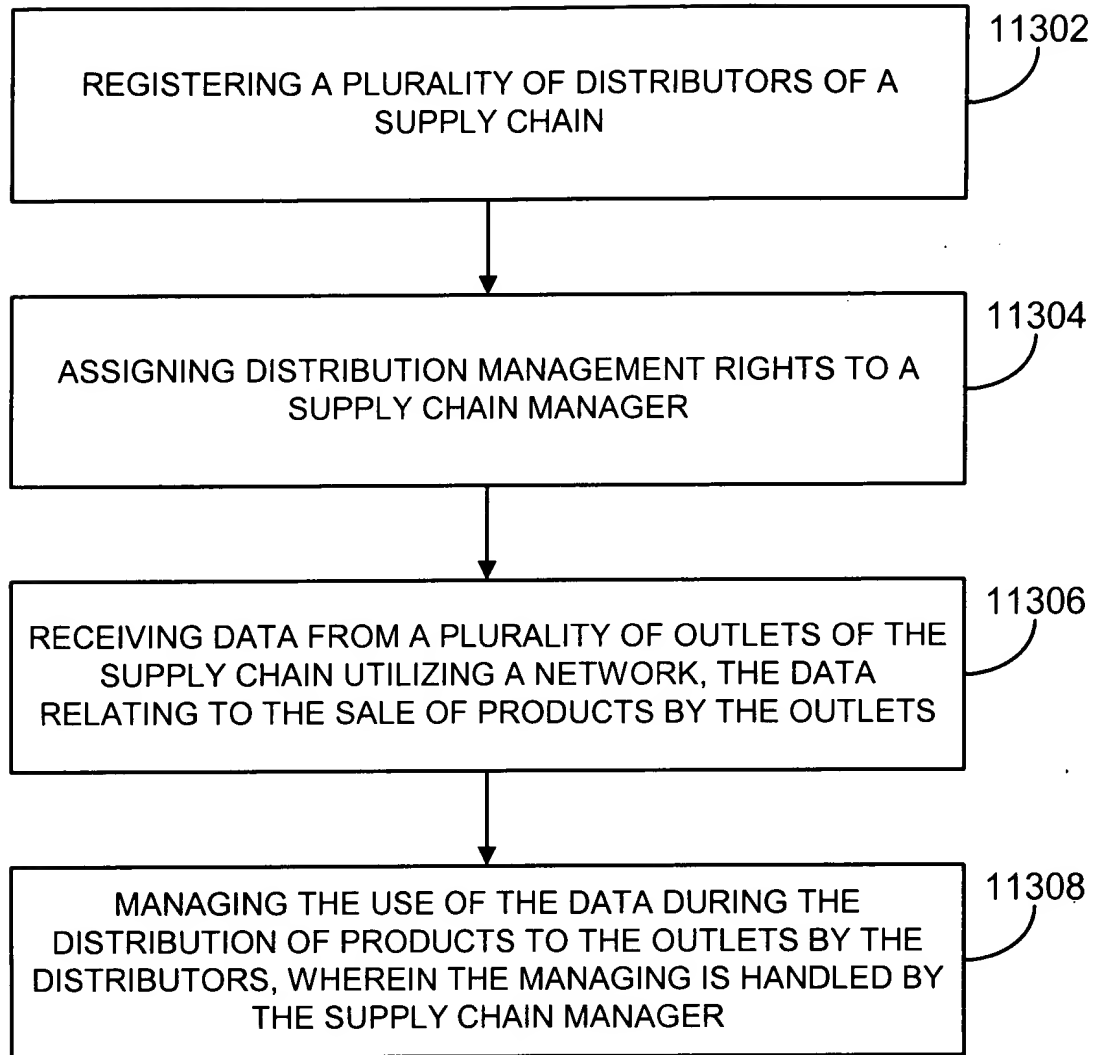 11302
REGISTERING A PLURALITY OF DISTRIBUTORS OF A
SUPPLY CHAIN
11304
ASSIGNING DISTRIBUTION MANAGEMENT RIGHTS TO A
SUPPLY CHAIN MANAGER
11306
RECEIVING DATA FROM A PLURALITY OF OUTLETS OF THE
SUPPLY CHAIN UTILIZING A NETWORK, THE DATA
RELATING TO THE SALE OF PRODUCTS BY THE OUTLETS
11308
MANAGING THE USE OF THE DATA DURING THE
DISTRIBUTION OF PRODUCTS TO THE OUTLETS BY THE
DISTRIBUTORS, WHEREIN THE MANAGING IS HANDLED BY
THE SUPPLY CHAIN MANAGER